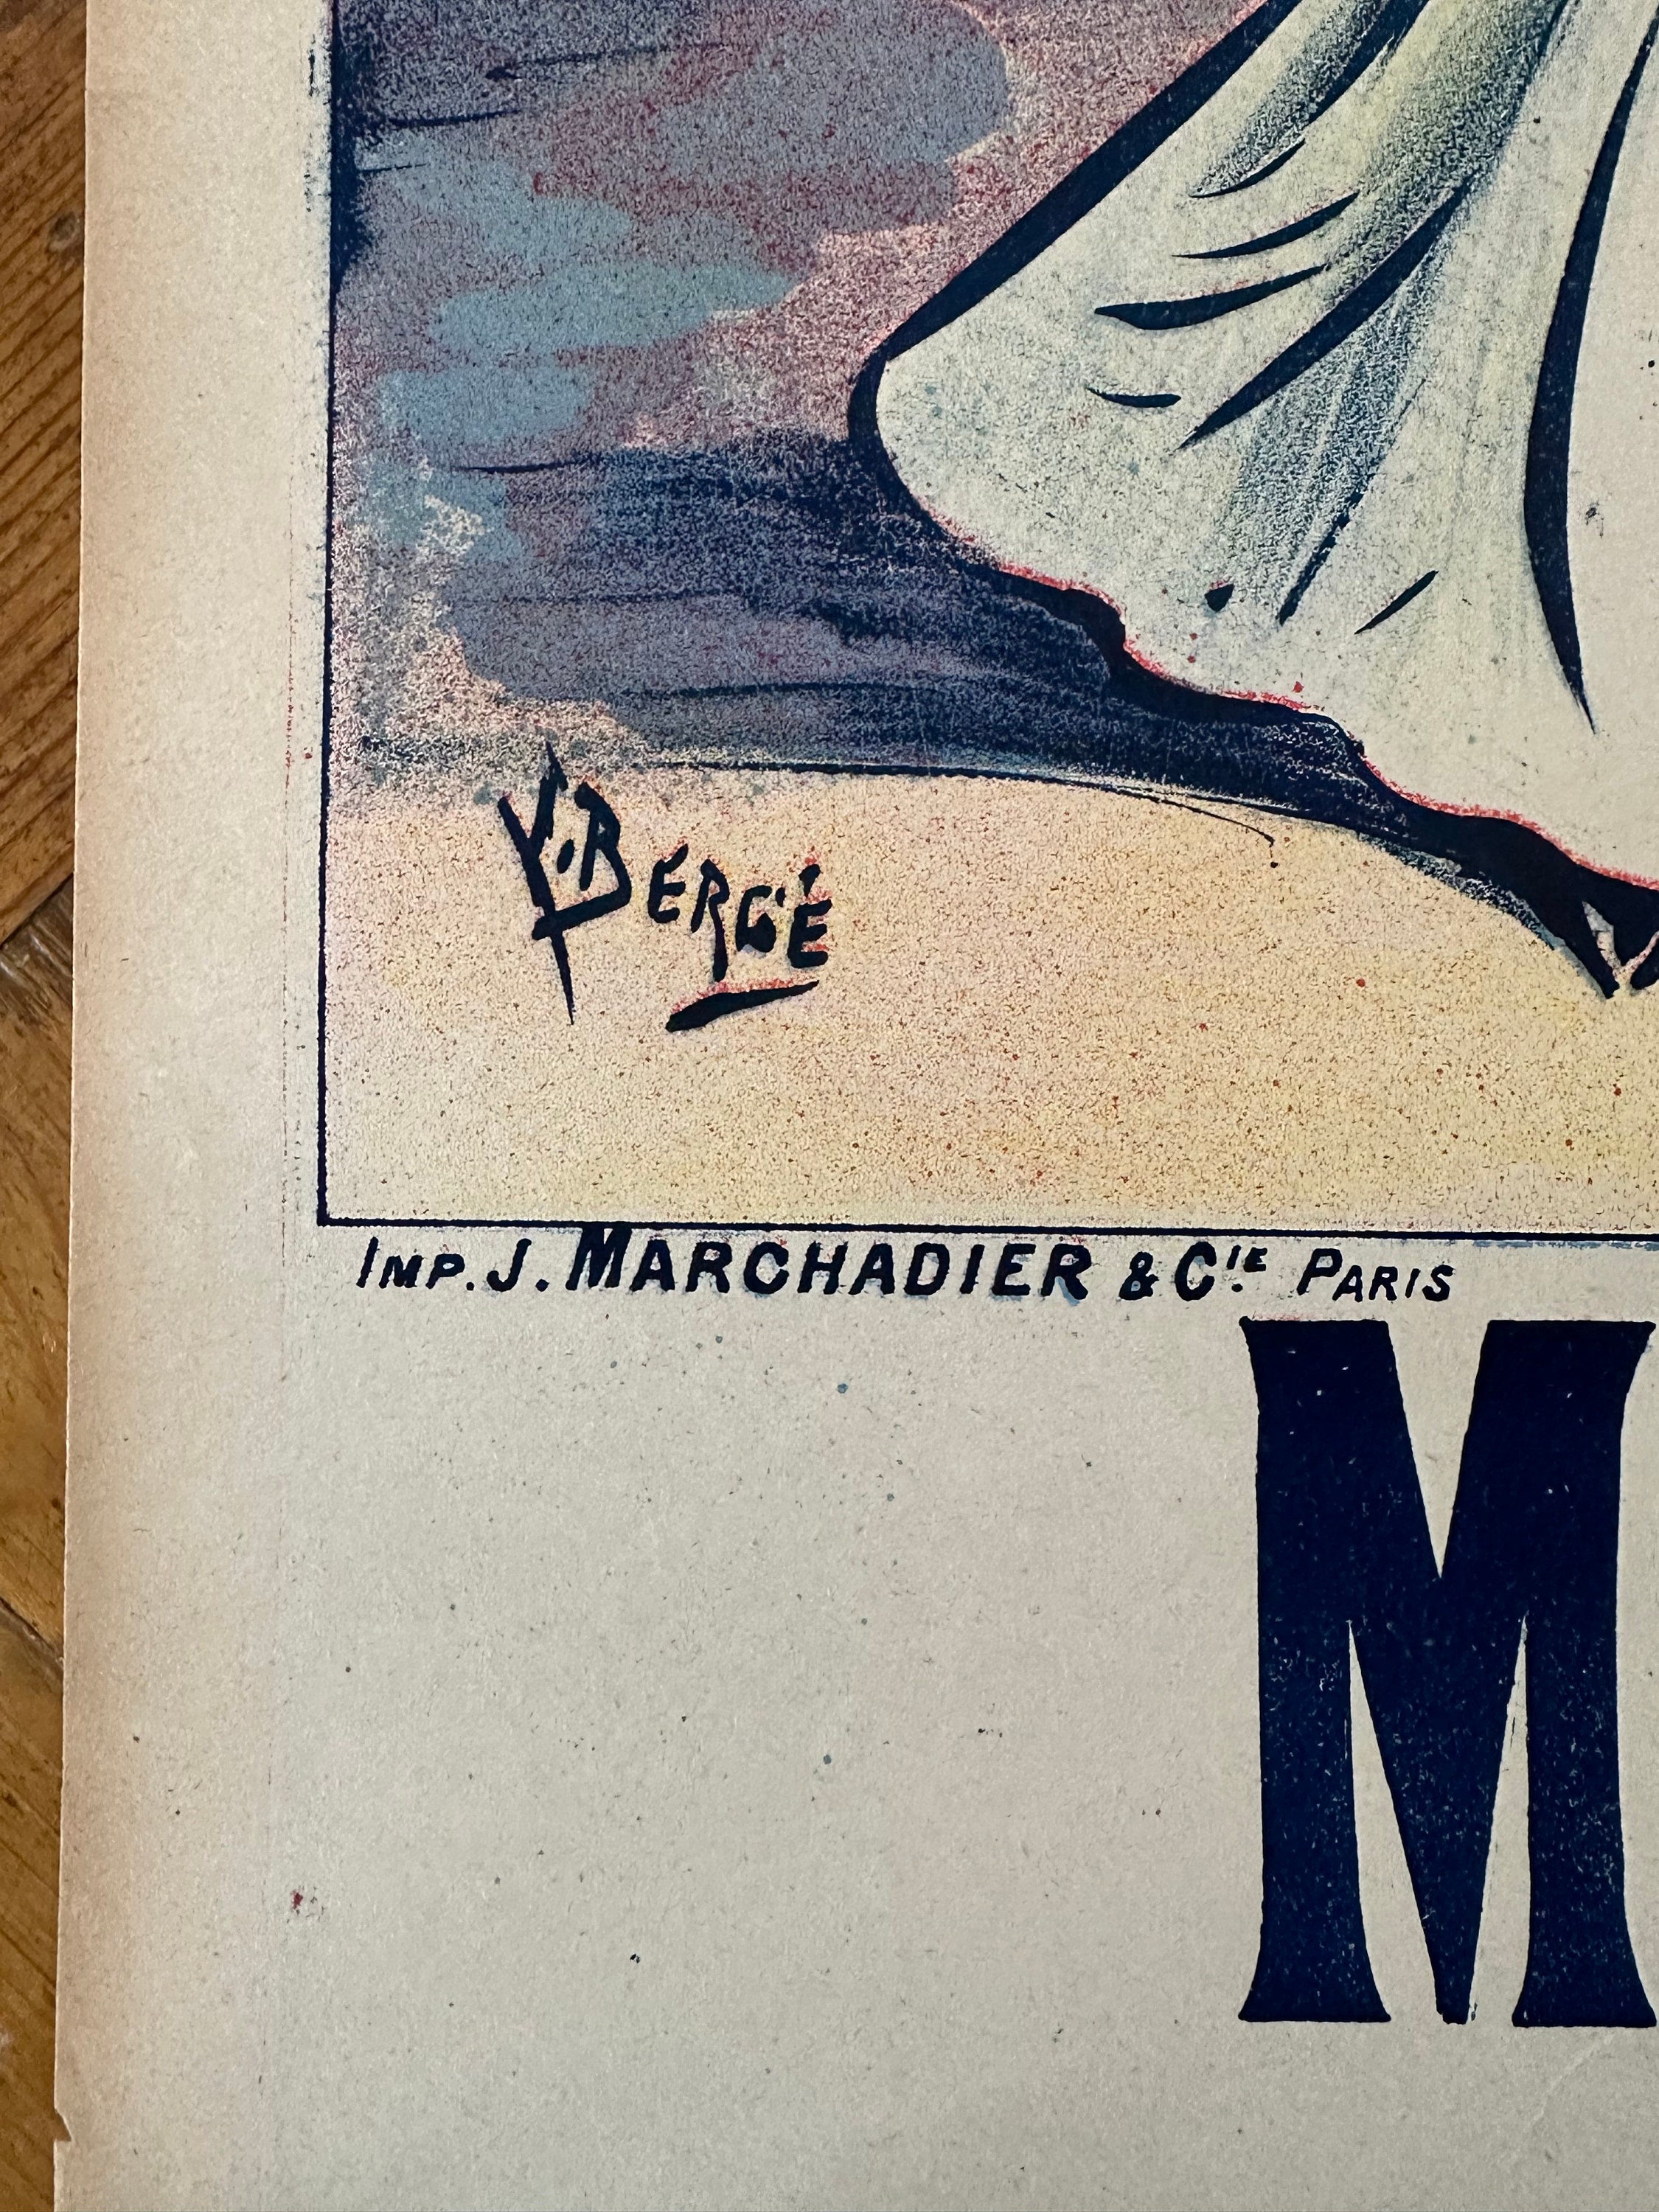 V. BERGÉ
IMP. J. MARCHADIER & CIE. PARIS
M